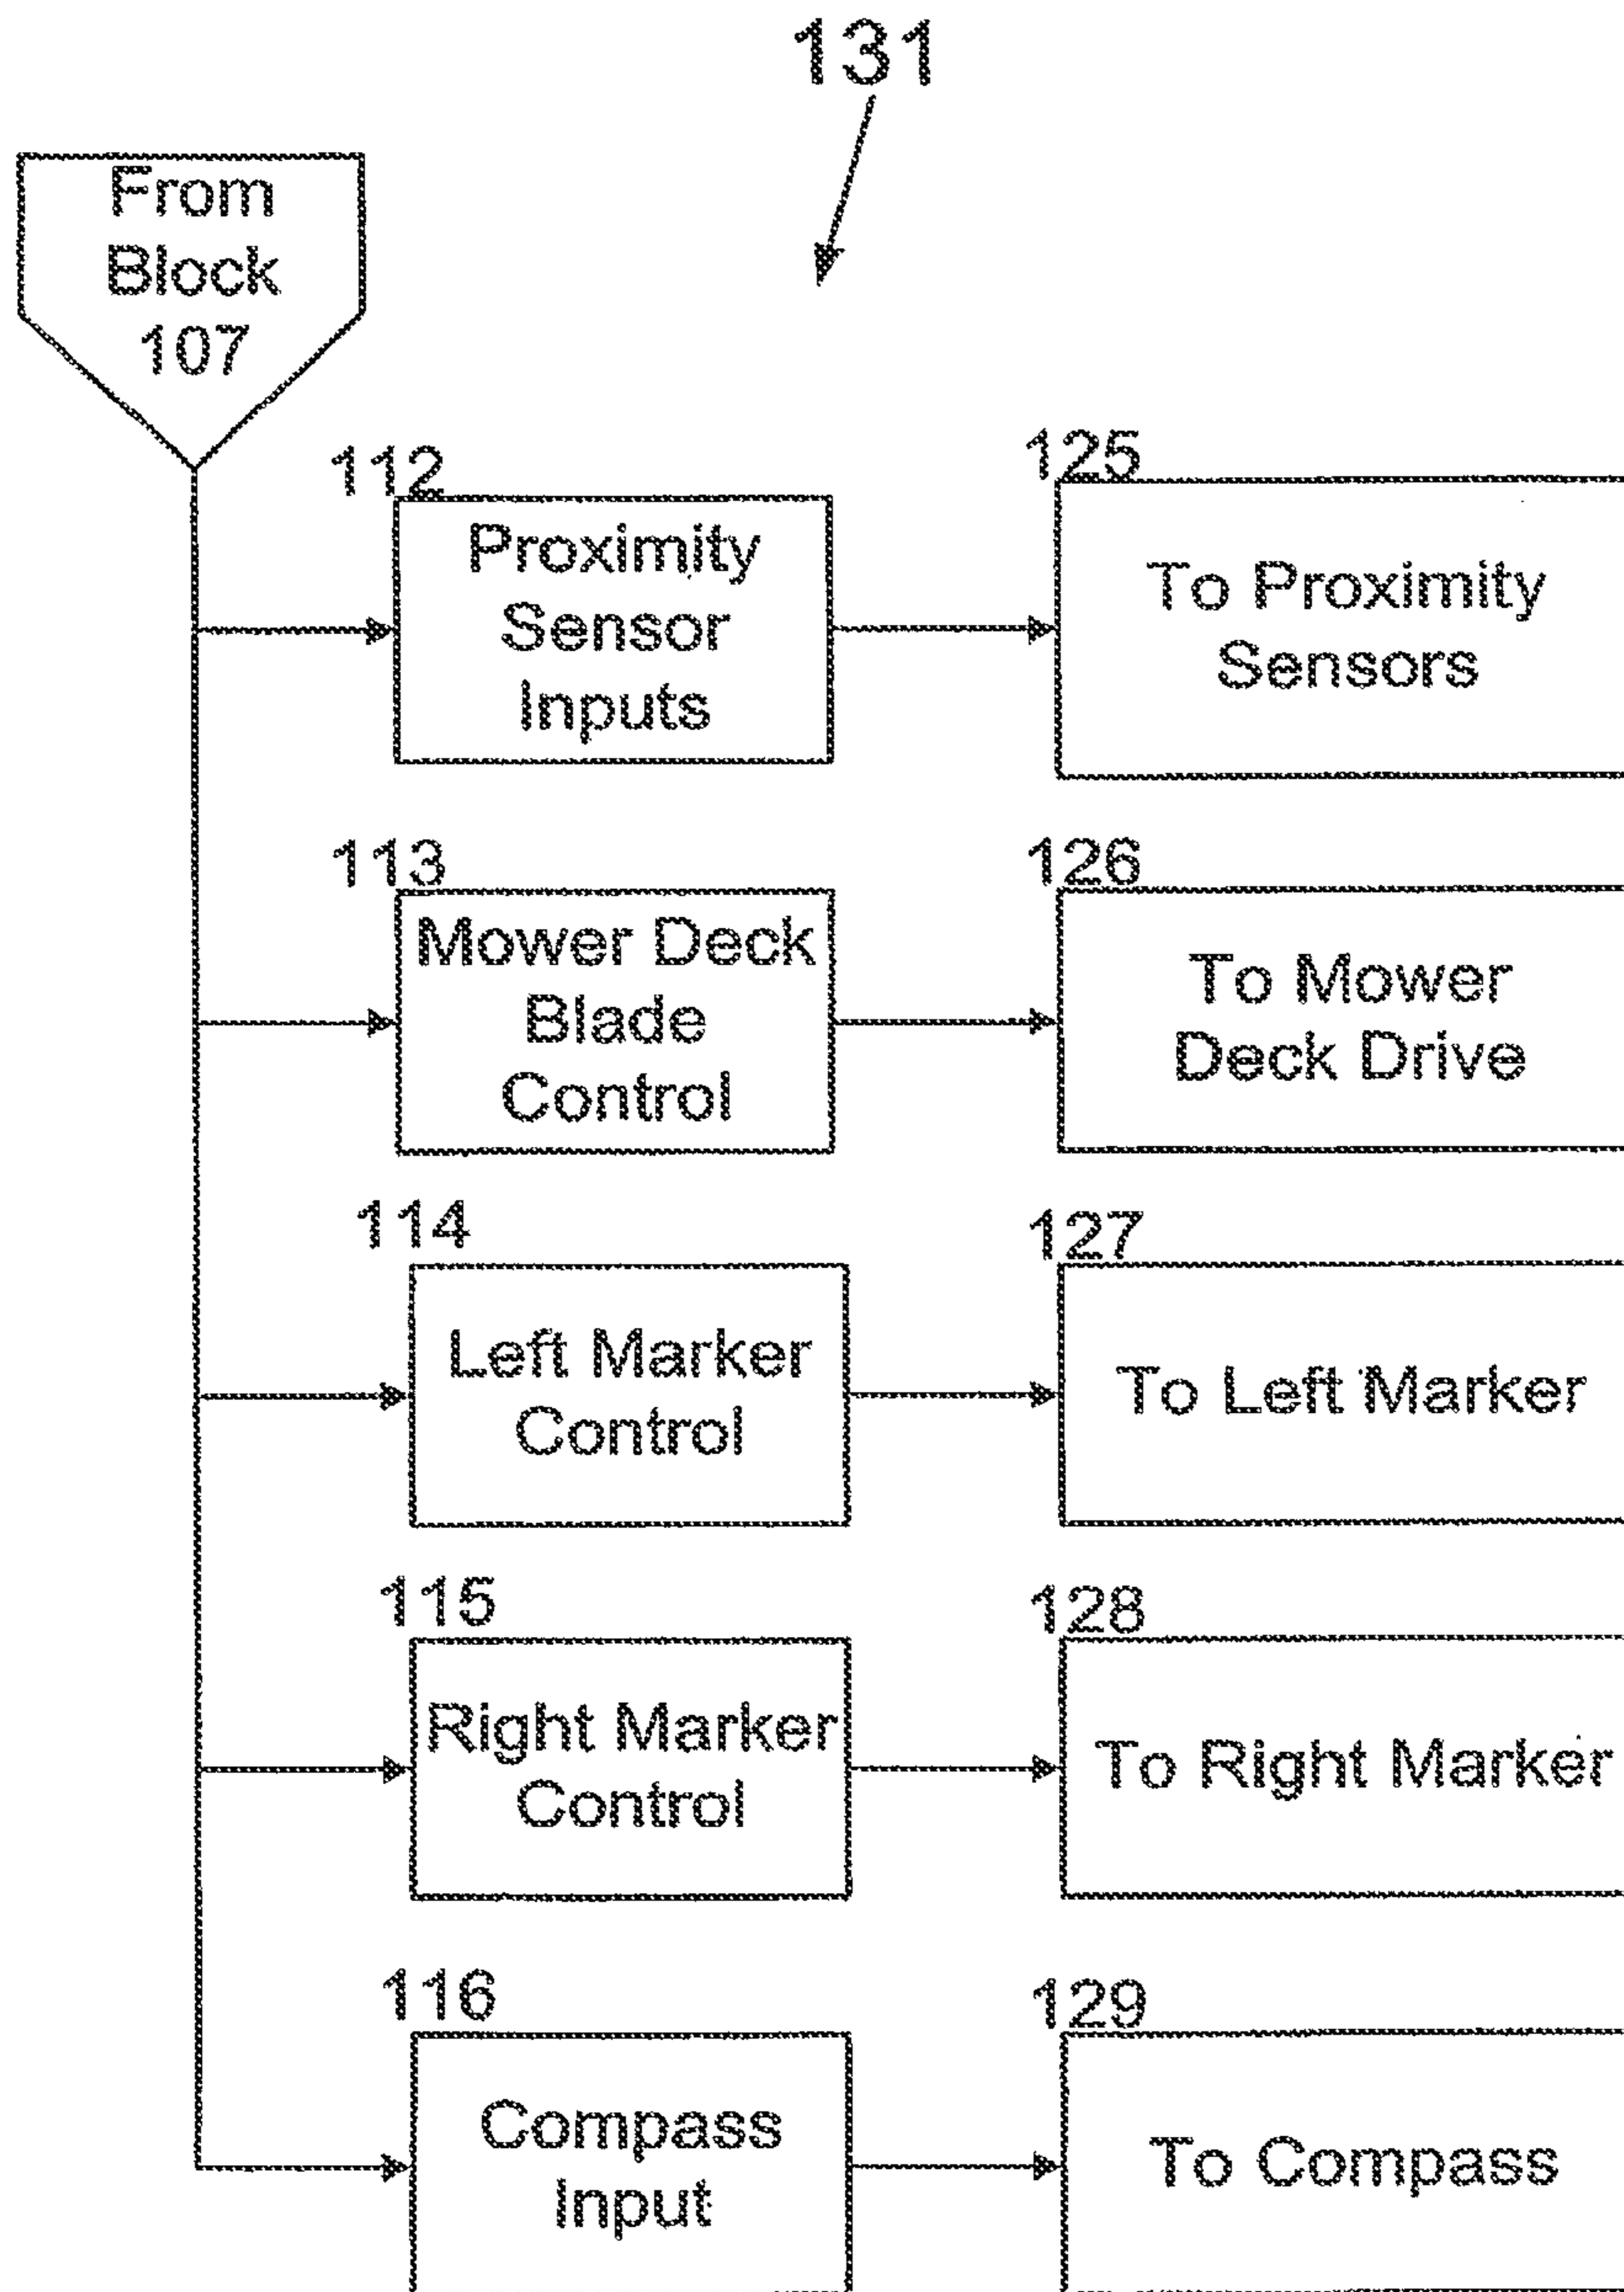 131
From
Block
107
112
Proximity
Sensor
Inputs
125
To Proximity
Sensors
113
Mower Deck
Blade
Control
126
To Mower
Deck Drive
114
Left Marker
Control
127
To Left Marker
115
Right Marker
Control
128
To Right Marker
116
Compass
Input
129
To Compass